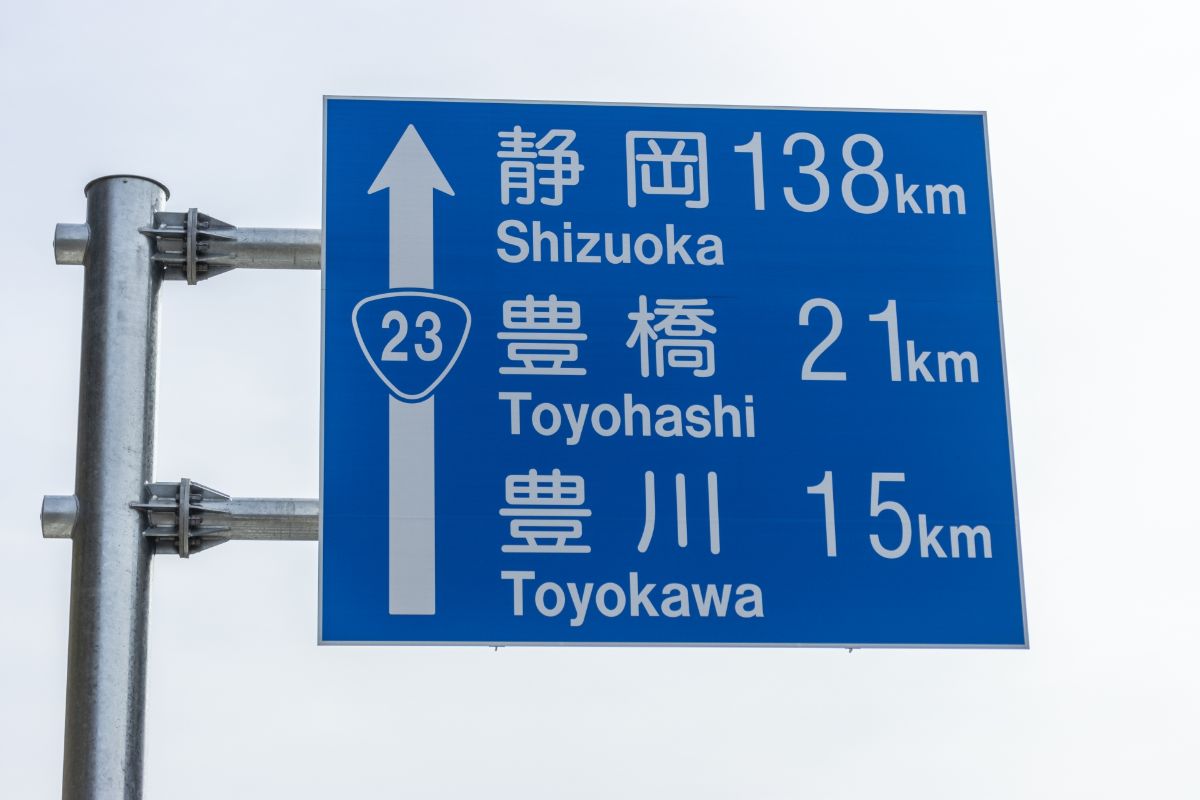 静岡 138km
Shizuoka
23
豊橋 21km
Toyohashi
豊川 15km
Toyokawa